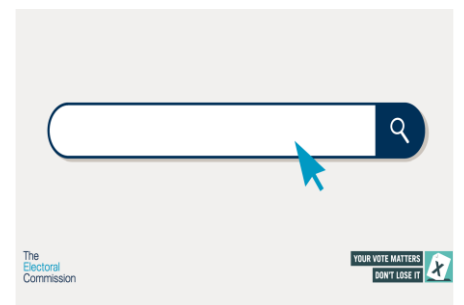 The
Electoral
Commission
YOUR VOTE MATTERS
DON'T LOSE IT